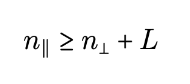 n∥ ≥ n⊥ + L